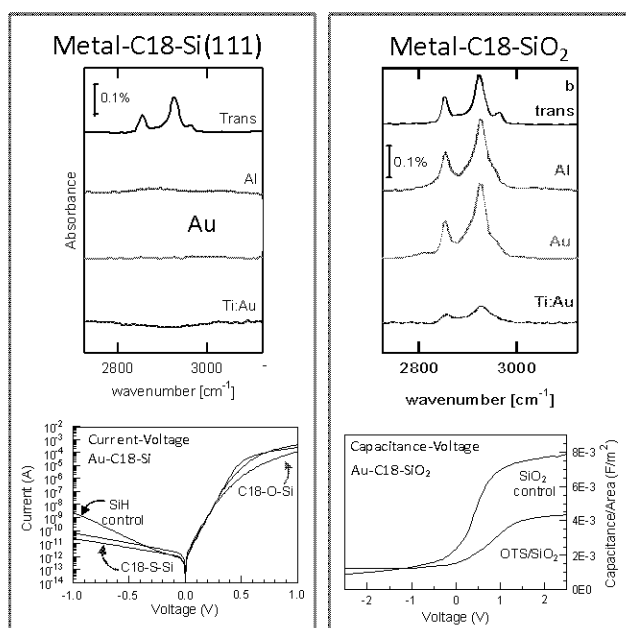 Metal-C18-Si(111)
0.1%
Trans
Al
Au
Ti:Au
Absorbance
2800
3000
-
wavenumber [cm-1]
10-2
10-3
10-4
10-5
10-6
10-7
10-8
10-9
10-10
10-11
10-12
10-13
10-14
Current (A)
Current-Voltage
Au-C18-Si
C18-O-Si
SiH
control
C18-S-Si
-1.0
-0.5
0.0
0.5
1.0
Voltage (V)
Metal-C18-SiO2
b
trans
0.1%
Al
Au
Ti:Au
2800
3000
wavenumber [cm-1]
Capacitance-Voltage
Au-C18-SiO2
SiO2
control
OTS/SiO2
8E-3
6E-3
4E-3
2E-3
Capacitance/Area (F/m2)
-2
-1
0
1
2
Voltage (V)